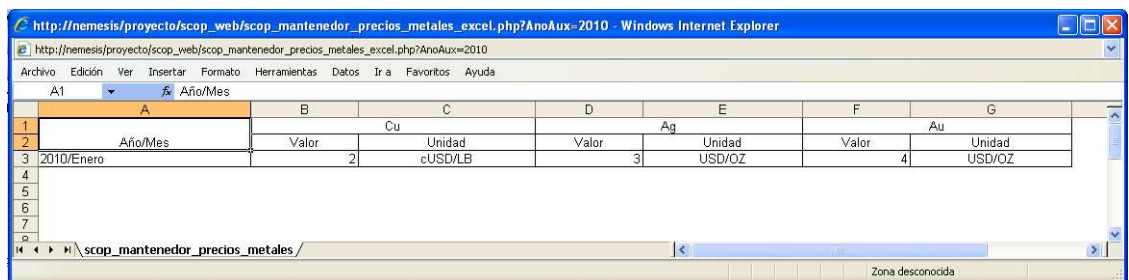 http://nemesis/proyecto/scop_web/scop_mantenedor_precios_metales_excel.php?AnoAux=2010 - Windows Internet Explorer
http://nemesis/proyecto/scop_web/scop_mantenedor_precios_metales_excel.php?AnoAux=2010
Archivo Edición Ver Insertar Formato Herramientas Datos Ir a Favoritos Ayuda
A1 fx Año/Mes
A B C D E F G
1 Cu Ag Au
2 Año/Mes Valor Unidad Valor Unidad Valor Unidad
3 2010/Enero 2 cUSD/LB 3 USD/OZ 4 USD/OZ
4
5
6
7
8
scop_mantenedor_precios_metales
Zona desconocida